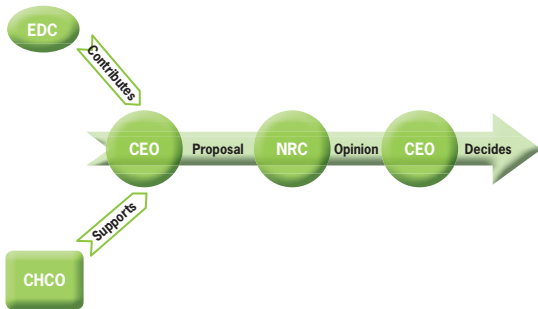 EDC
Contributes
CEO Proposal NRC Opinion CEO Decides
Supports
CHCO